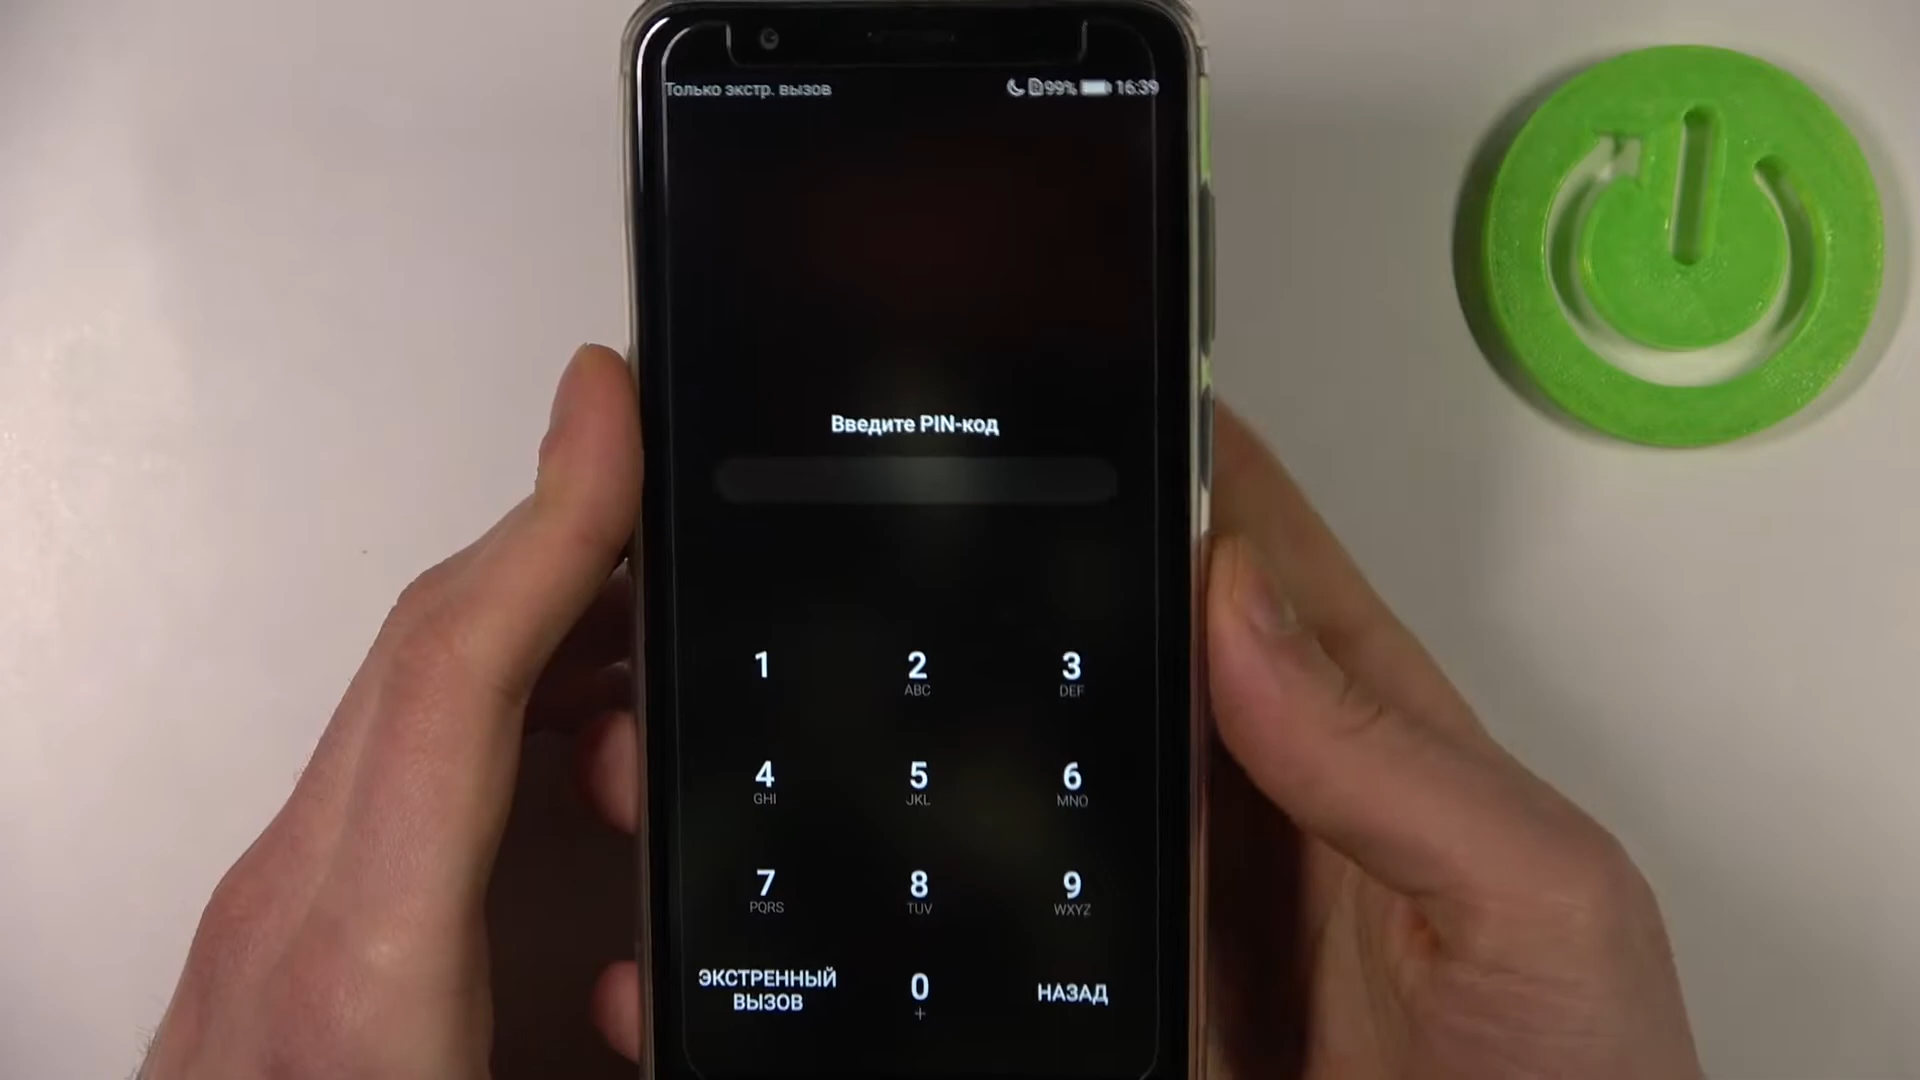 Только экстр. вызов
99% 16:39
Введите PIN-код
1 2 3
ABC DEF
4 5 6
GHI JKL MNO
7 8 9
PQRS TUV WXYZ
ЭКСТРЕННЫЙ
ВЫЗОВ
0
+
НАЗАД